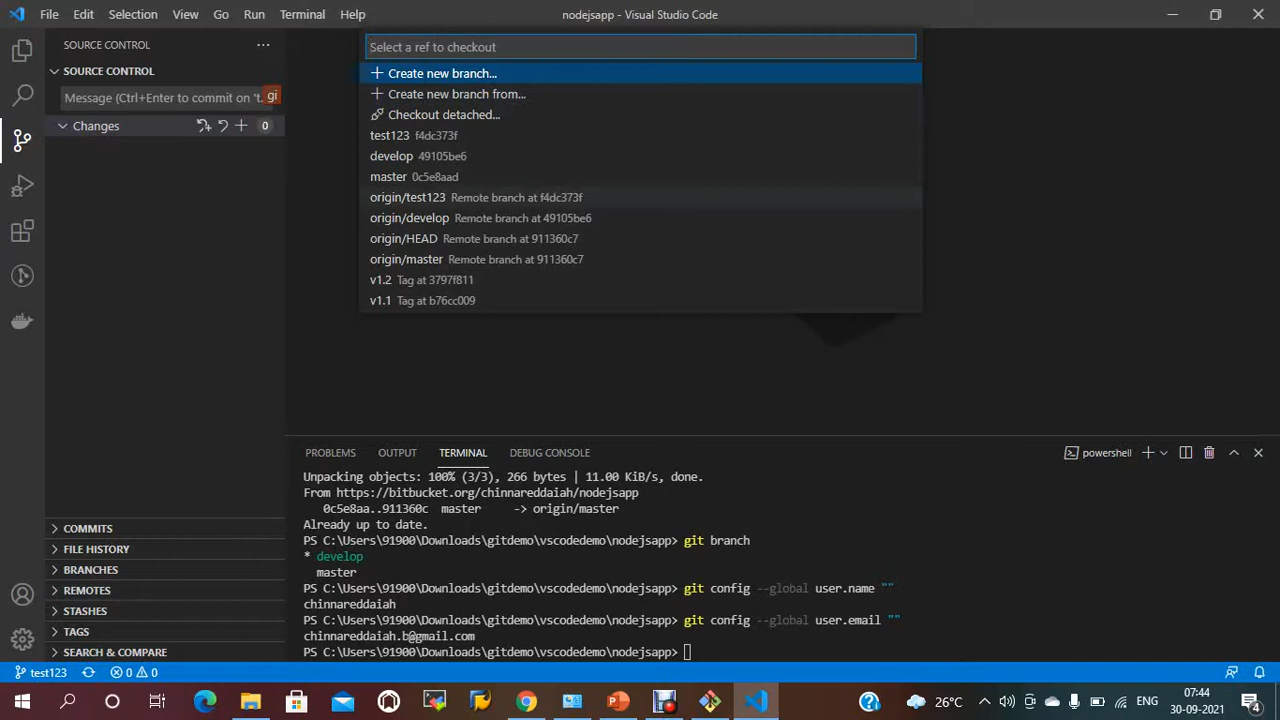 File Edit Selection View Go Run Terminal Help nodejsapp - Visual Studio Code
SOURCE CONTROL
SOURCE CONTROL
Message (Ctrl+Enter to commit on 't...
gi
Changes 0
Select a ref to checkout
Create new branch...
Create new branch from...
Checkout detached...
test123 f4dc373f
develop 49105be6
master 0c5e8aad
origin/test123 Remote branch at f4dc373f
origin/develop Remote branch at 49105be6
origin/HEAD Remote branch at 911360c7
origin/master Remote branch at 911360c7
v1.2 Tag at 3797f811
v1.1 Tag at b76cc009
PROBLEMS OUTPUT TERMINAL DEBUG CONSOLE powershell
Unpacking objects: 100% (3/3), 266 bytes | 11.00 KiB/s, done.
From https://bitbucket.org/chinnareddaiah/nodejsapp
0c5e8aa..911360c master -> origin/master
Already up to date.
PS C:\Users\91900\Downloads\gitdemo\vscodedemo\nodejsapp> git branch
* develop
master
PS C:\Users\91900\Downloads\gitdemo\vscodedemo\nodejsapp> git config --global user.name ""
chinnareddaiah
PS C:\Users\91900\Downloads\gitdemo\vscodedemo\nodejsapp> git config --global user.email ""
chinnareddaiah.b@gmail.com
PS C:\Users\91900\Downloads\gitdemo\vscodedemo\nodejsapp>
COMMITS
FILE HISTORY
BRANCHES
REMOTES
STASHES
TAGS
SEARCH & COMPARE
test123 0 0
26°C
07:44
30-09-2021
4